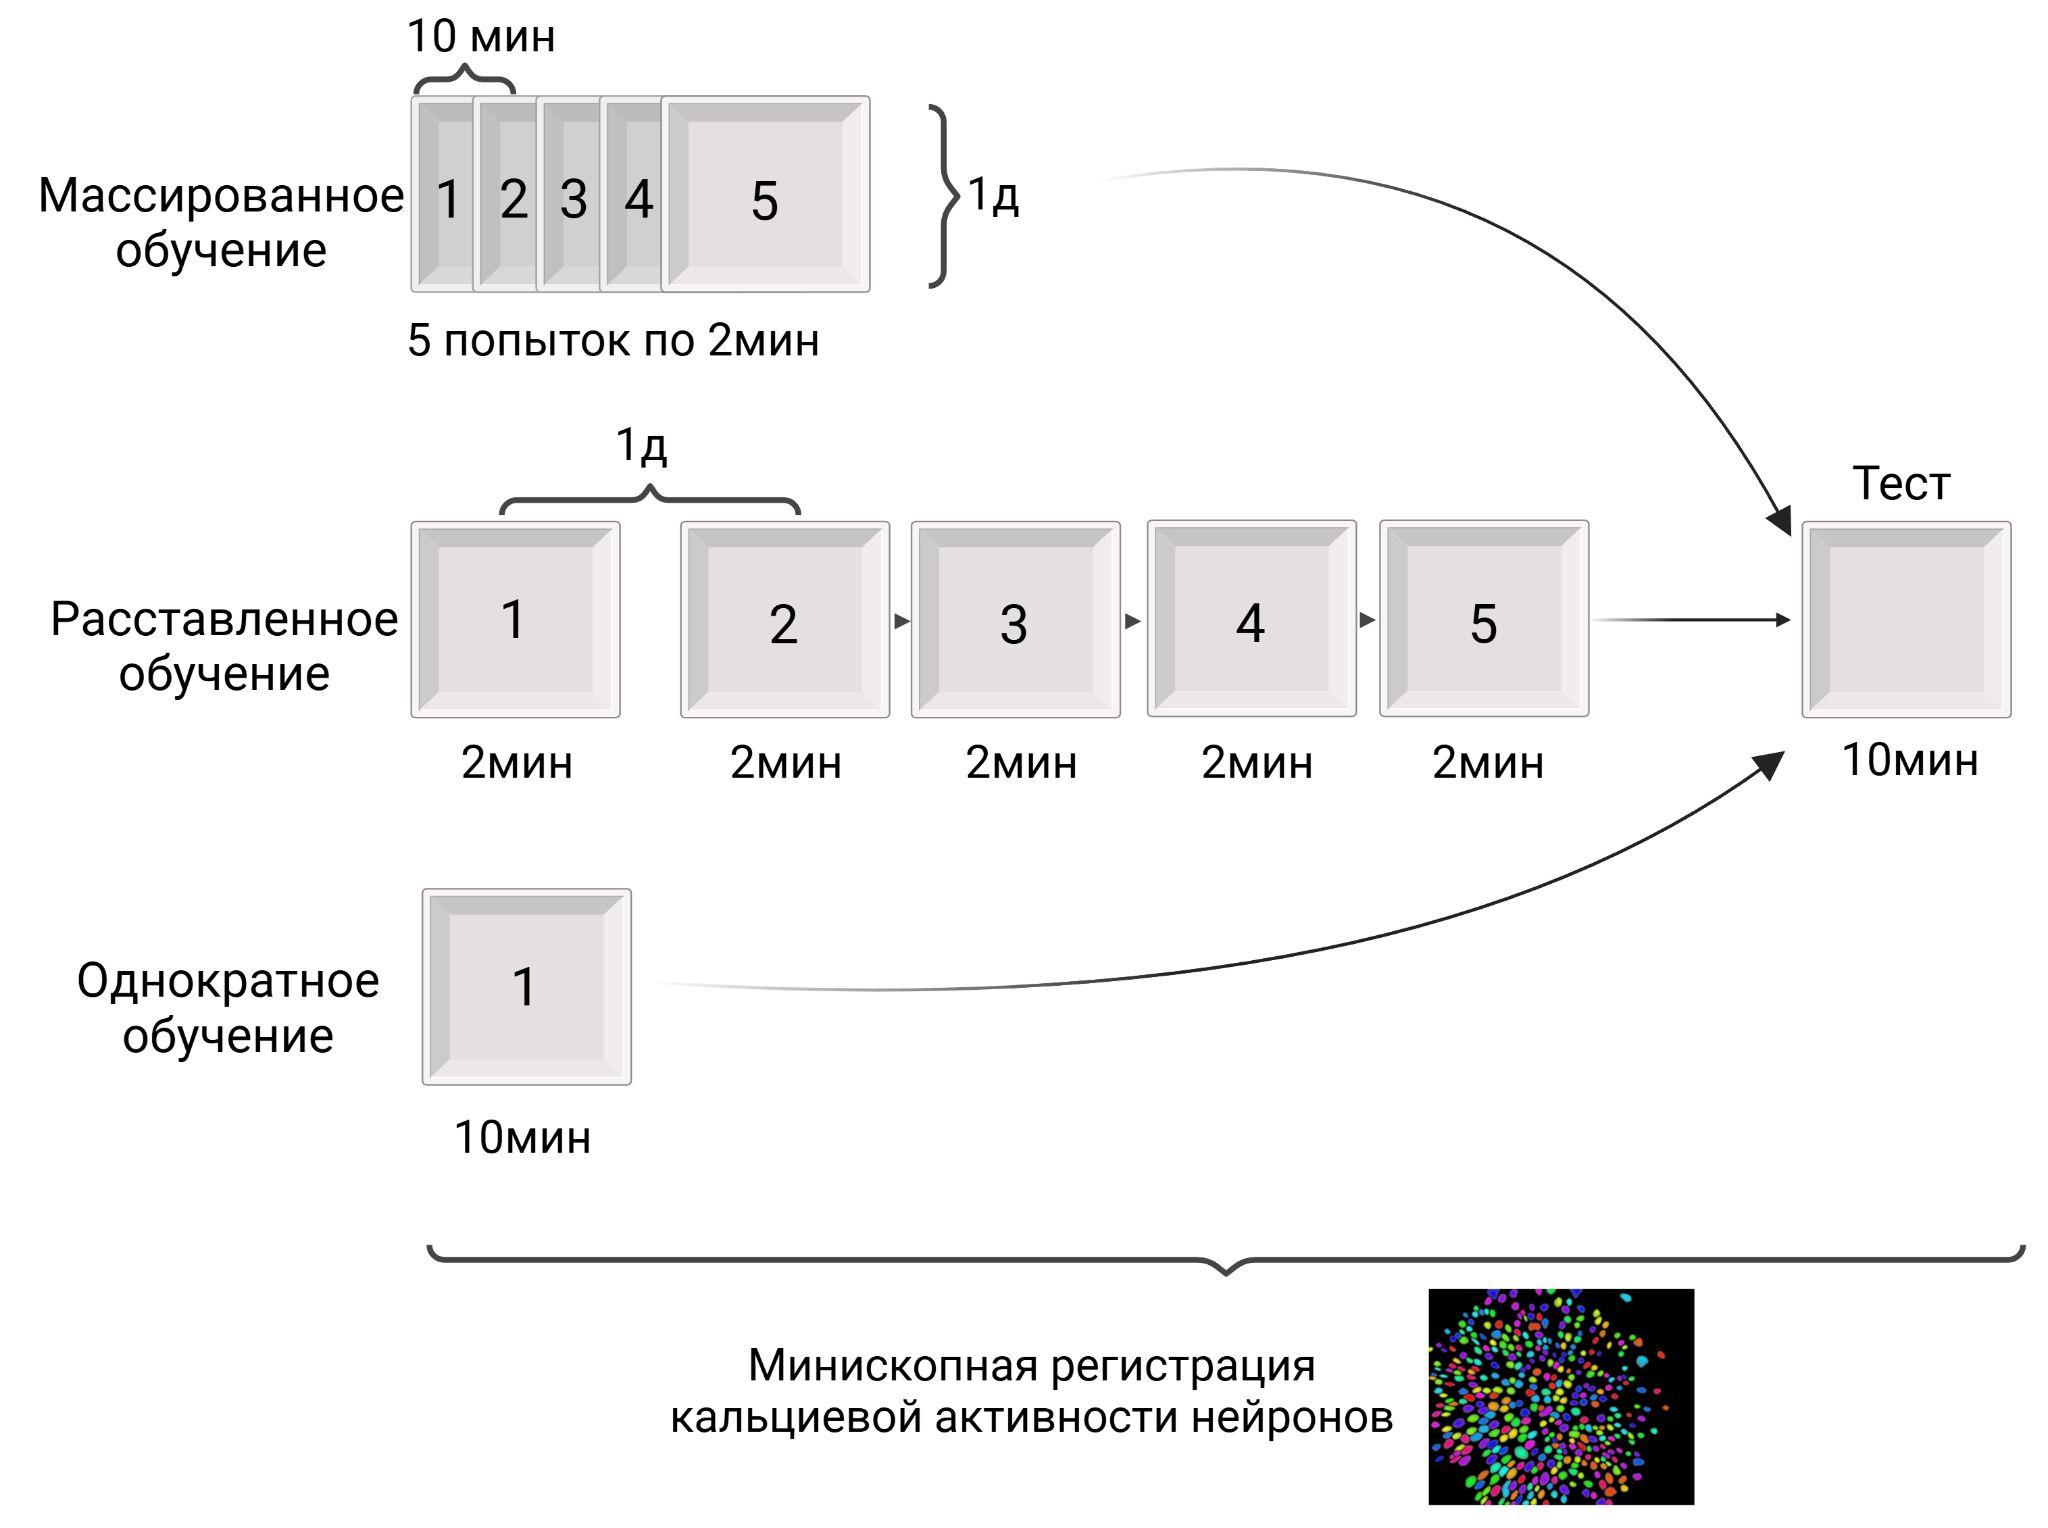 10 мин
Массированное
обучение
1
2
3
4
5
1д
5 попыток по 2мин
1д
Тест
Расставленное
обучение
1
2
3
4
5
2мин
2мин
2мин
2мин
2мин
10мин
Однократное
обучение
1
10мин
Минископная регистрация
кальциевой активности нейронов